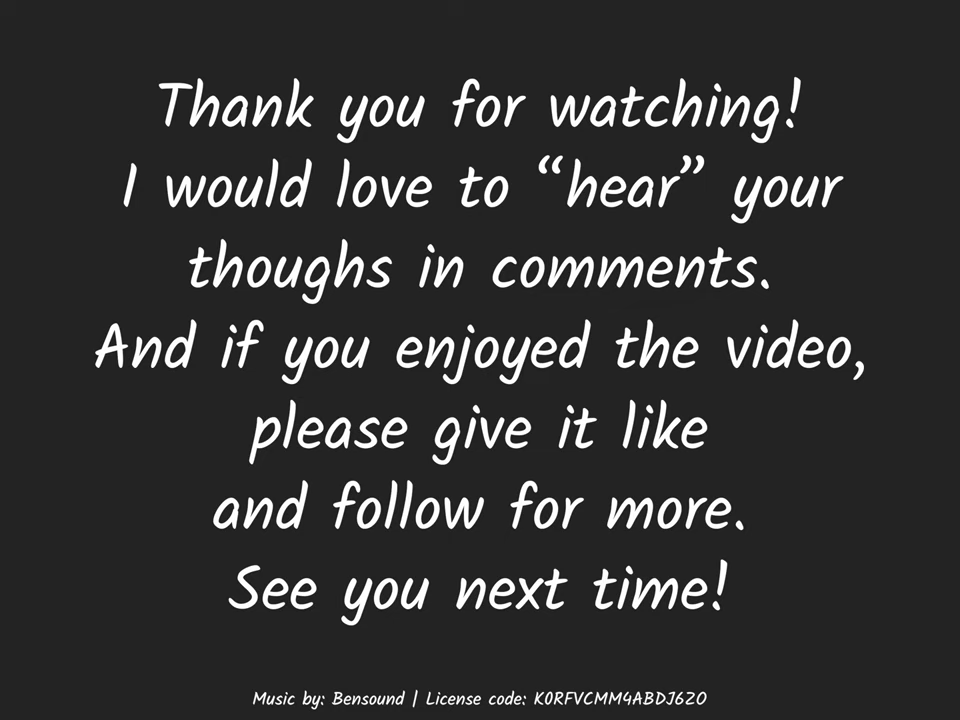 Thank you for watching!
I would love to “hear” your
thoughs in comments.
And if you enjoyed the video,
please give it like
and follow for more.
See you next time!
Music by: Bensound | License code: K0RFVCMM4ABDJ6ZO